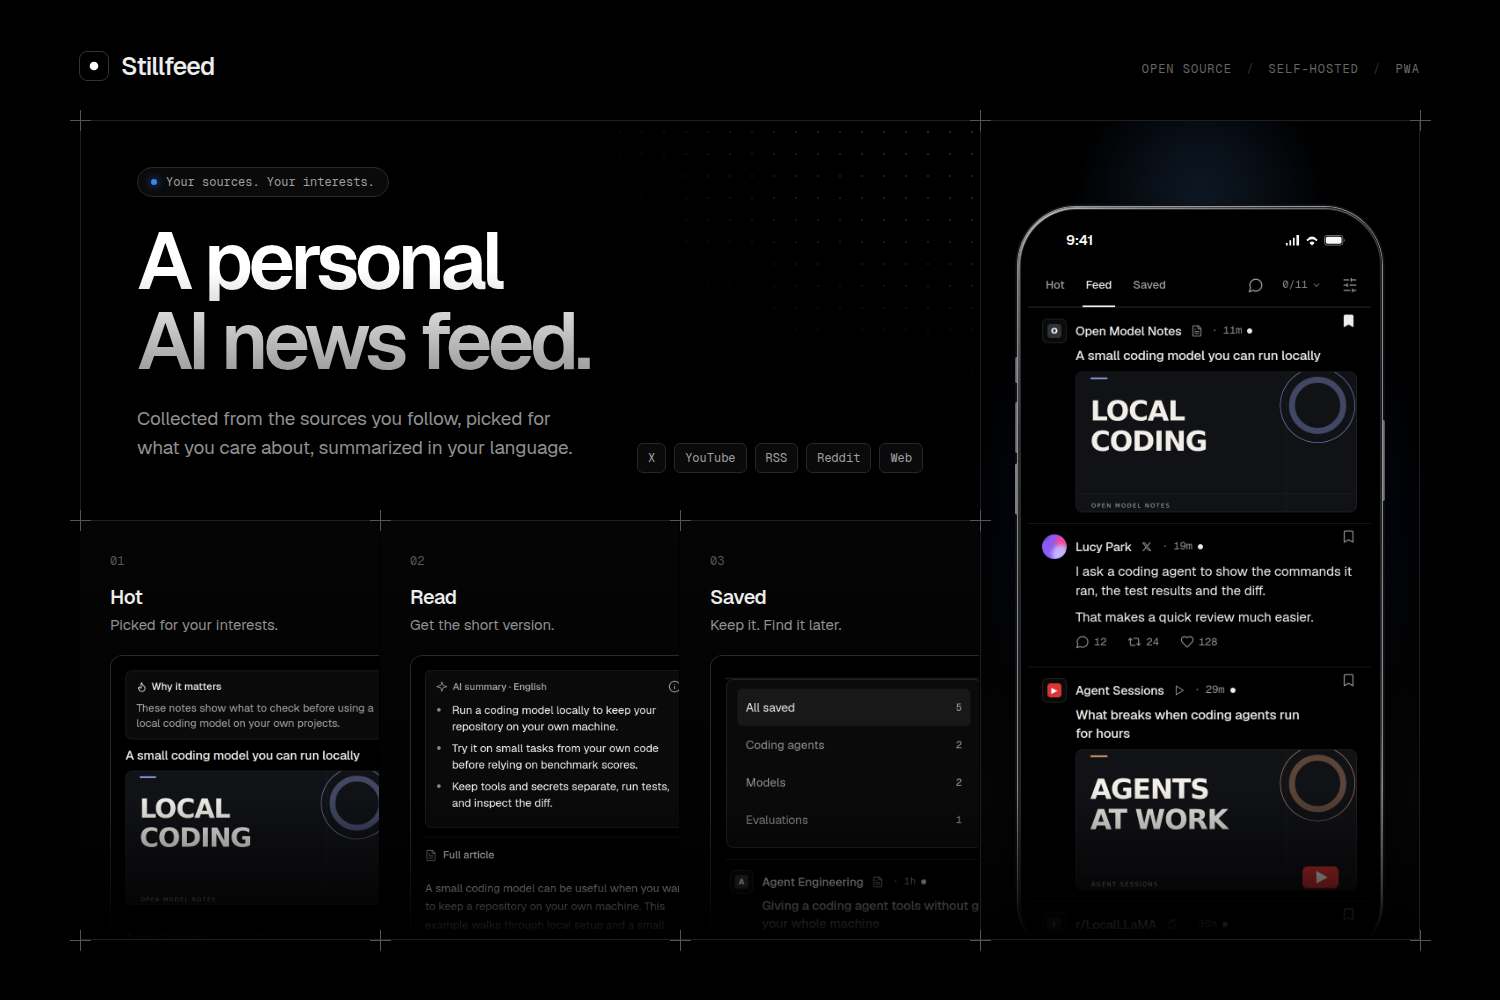 Stillfeed
OPEN SOURCE / SELF-HOSTED / PWA
Your sources. Your interests.
A personal
AI news feed.
Collected from the sources you follow, picked for
what you care about, summarized in your language.
X YouTube RSS Reddit Web
01
Hot
Picked for your interests.
Why it matters
These notes show what to check before using a
local coding model on your own projects.
A small coding model you can run locally
LOCAL
CODING
OPEN MODEL NOTES
02
Read
Get the short version.
AI summary · English
• Run a coding model locally to keep your
repository on your own machine.
• Try it on small tasks from your own code
before relying on benchmark scores.
• Keep tools and secrets separate, run tests,
and inspect the diff.
Full article
A small coding model can be useful when you wa
to keep a repository on your own machine. This
example walks through local setup and a small
03
Saved
Keep it. Find it later.
All saved 5
Coding agents 2
Models 2
Evaluations 1
A Agent Engineering · 1h
Giving a coding agent tools without g
your whole machine
9:41
Hot Feed Saved 0/11
O Open Model Notes · 11m
A small coding model you can run locally
LOCAL
CODING
OPEN MODEL NOTES
Lucy Park X · 19m
I ask a coding agent to show the commands it
ran, the test results and the diff.
That makes a quick review much easier.
12 24 128
Agent Sessions · 29m
What breaks when coding agents run
for hours
AGENTS
AT WORK
AGENT SESSIONS
r/LocalLLaMA · 38m